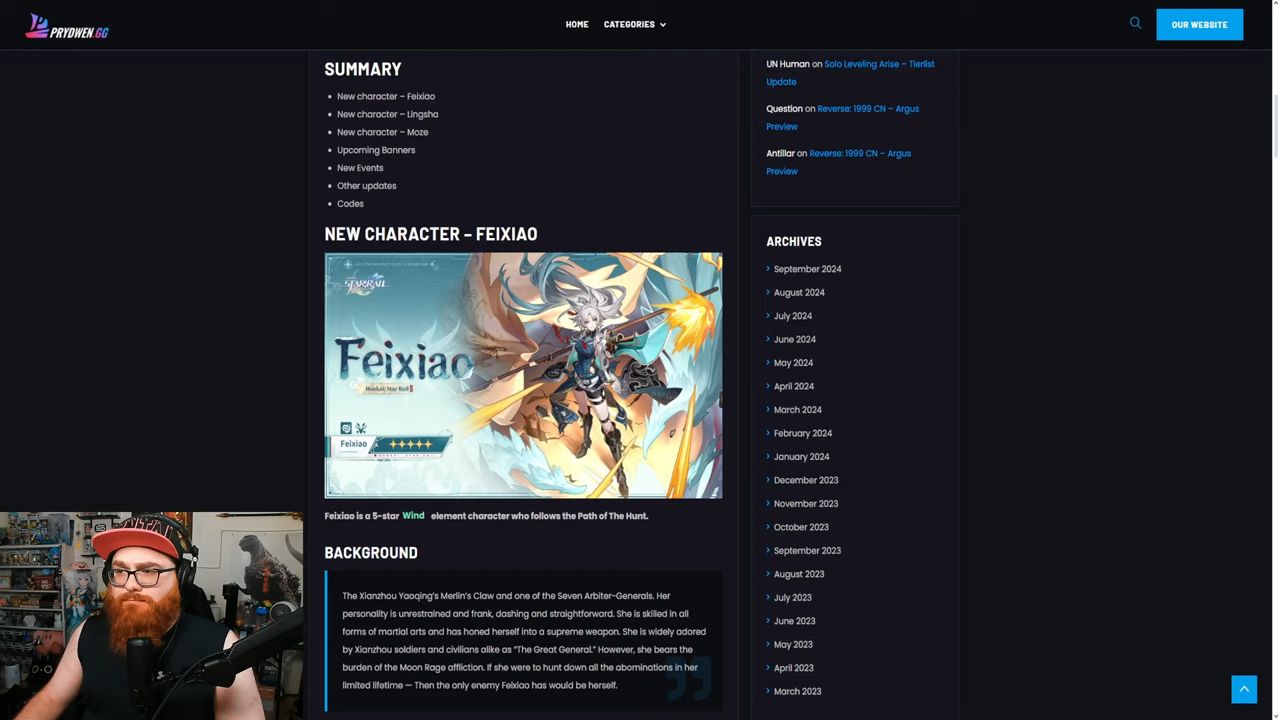 PRYDWEN.GG
HOME
CATEGORIES
OUR WEBSITE
SUMMARY
New character – Feixiao
New character – Lingsha
New character – Moze
Upcoming Banners
New Events
Other updates
Codes
NEW CHARACTER – FEIXIAO
STAR RAIL
Feixiao
Honkai: Star Rail
Feixiao
Feixiao is a 5-star Wind element character who follows the Path of The Hunt.
BACKGROUND
The Xianzhou Yaoqing's Merlin's Claw and one of the Seven Arbiter-Generals. Her
personality is unrestrained and frank, dashing and straightforward. She is skilled in all
forms of martial arts and has honed herself into a supreme weapon. She is widely adored
by Xianzhou soldiers and civilians alike as "The Great General." However, she bears the
burden of the Moon Rage affliction. If she were to hunt down all the abominations in her
limited lifetime — Then the only enemy Feixiao has would be herself.
UN Human on Solo Leveling Arise – Tierlist
Update
Question on Reverse: 1999 CN – Argus
Preview
Antillar on Reverse: 1999 CN – Argus
Preview
ARCHIVES
September 2024
August 2024
July 2024
June 2024
May 2024
April 2024
March 2024
February 2024
January 2024
December 2023
November 2023
October 2023
September 2023
August 2023
July 2023
June 2023
May 2023
April 2023
March 2023